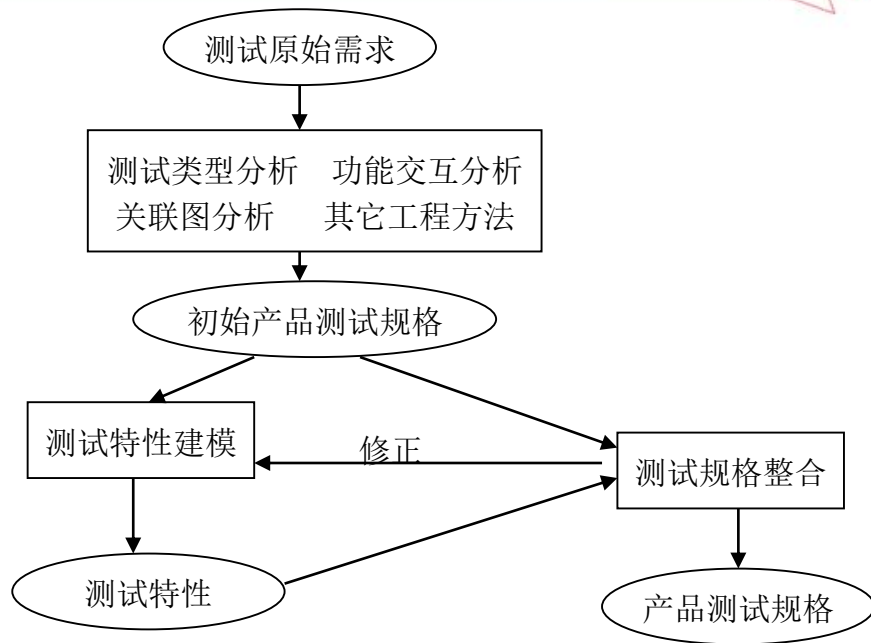 测试原始需求
测试类型分析 功能交互分析
关联图分析 其它工程方法
初始产品测试规格
测试特性建模
修正
测试规格整合
测试特性
产品测试规格